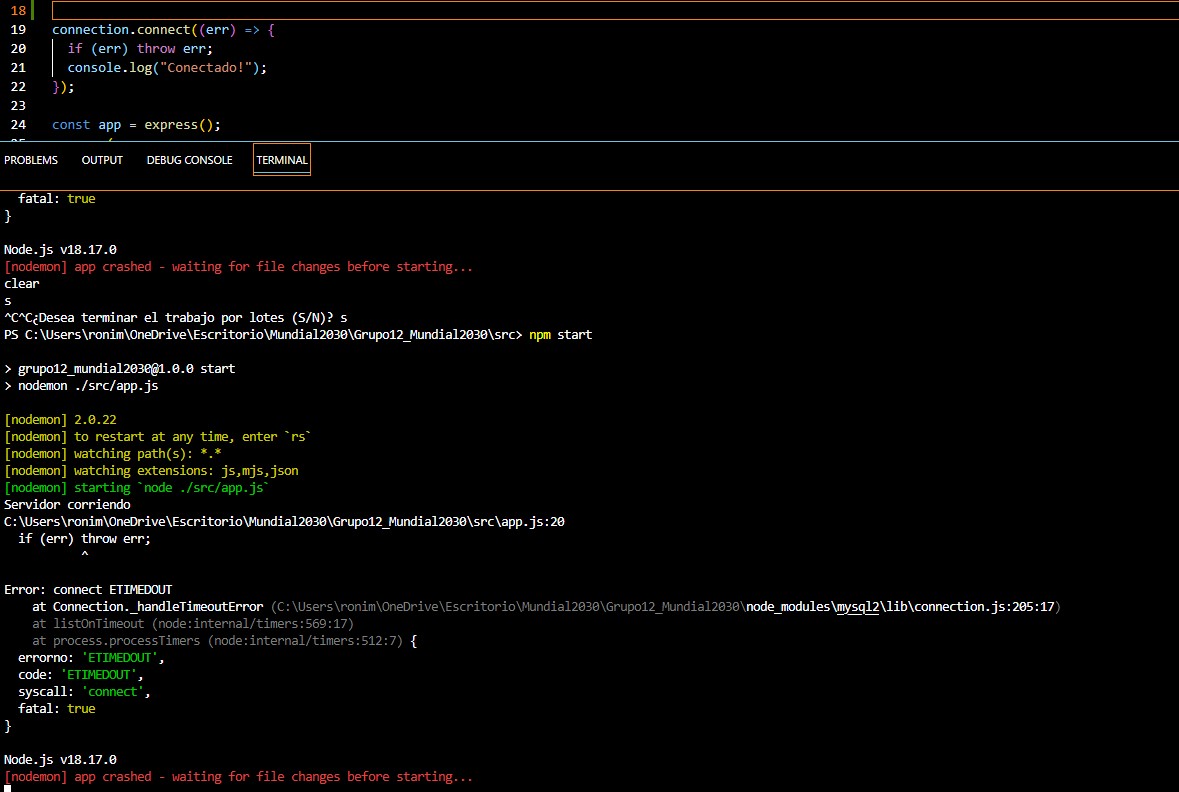 18
19 connection.connect((err) => {
20 if (err) throw err;
21 console.log("Conectado!");
22 });
23
24 const app = express();
PROBLEMS OUTPUT DEBUG CONSOLE TERMINAL
fatal: true
}
Node.js v18.17.0
[nodemon] app crashed - waiting for file changes before starting...
clear
s
^C^C¿Desea terminar el trabajo por lotes (S/N)? s
PS C:\Users\ronim\OneDrive\Escritorio\Mundial2030\Grupo12_Mundial2030\src> npm start
> grupo12_mundial2030@1.0.0 start
> nodemon ./src/app.js
[nodemon] 2.0.22
[nodemon] to restart at any time, enter `rs`
[nodemon] watching path(s): *.*
[nodemon] watching extensions: js,mjs,json
[nodemon] starting `node ./src/app.js`
Servidor corriendo
C:\Users\ronim\OneDrive\Escritorio\Mundial2030\Grupo12_Mundial2030\src\app.js:20
if (err) throw err;
^
Error: connect ETIMEDOUT
at Connection._handleTimeoutError (C:\Users\ronim\OneDrive\Escritorio\Mundial2030\Grupo12_Mundial2030\node_modules\mysql2\lib\connection.js:205:17)
at listOnTimeout (node:internal/timers:569:17)
at process.processTimers (node:internal/timers:512:7) {
errorno: 'ETIMEDOUT',
code: 'ETIMEDOUT',
syscall: 'connect',
fatal: true
}
Node.js v18.17.0
[nodemon] app crashed - waiting for file changes before starting...